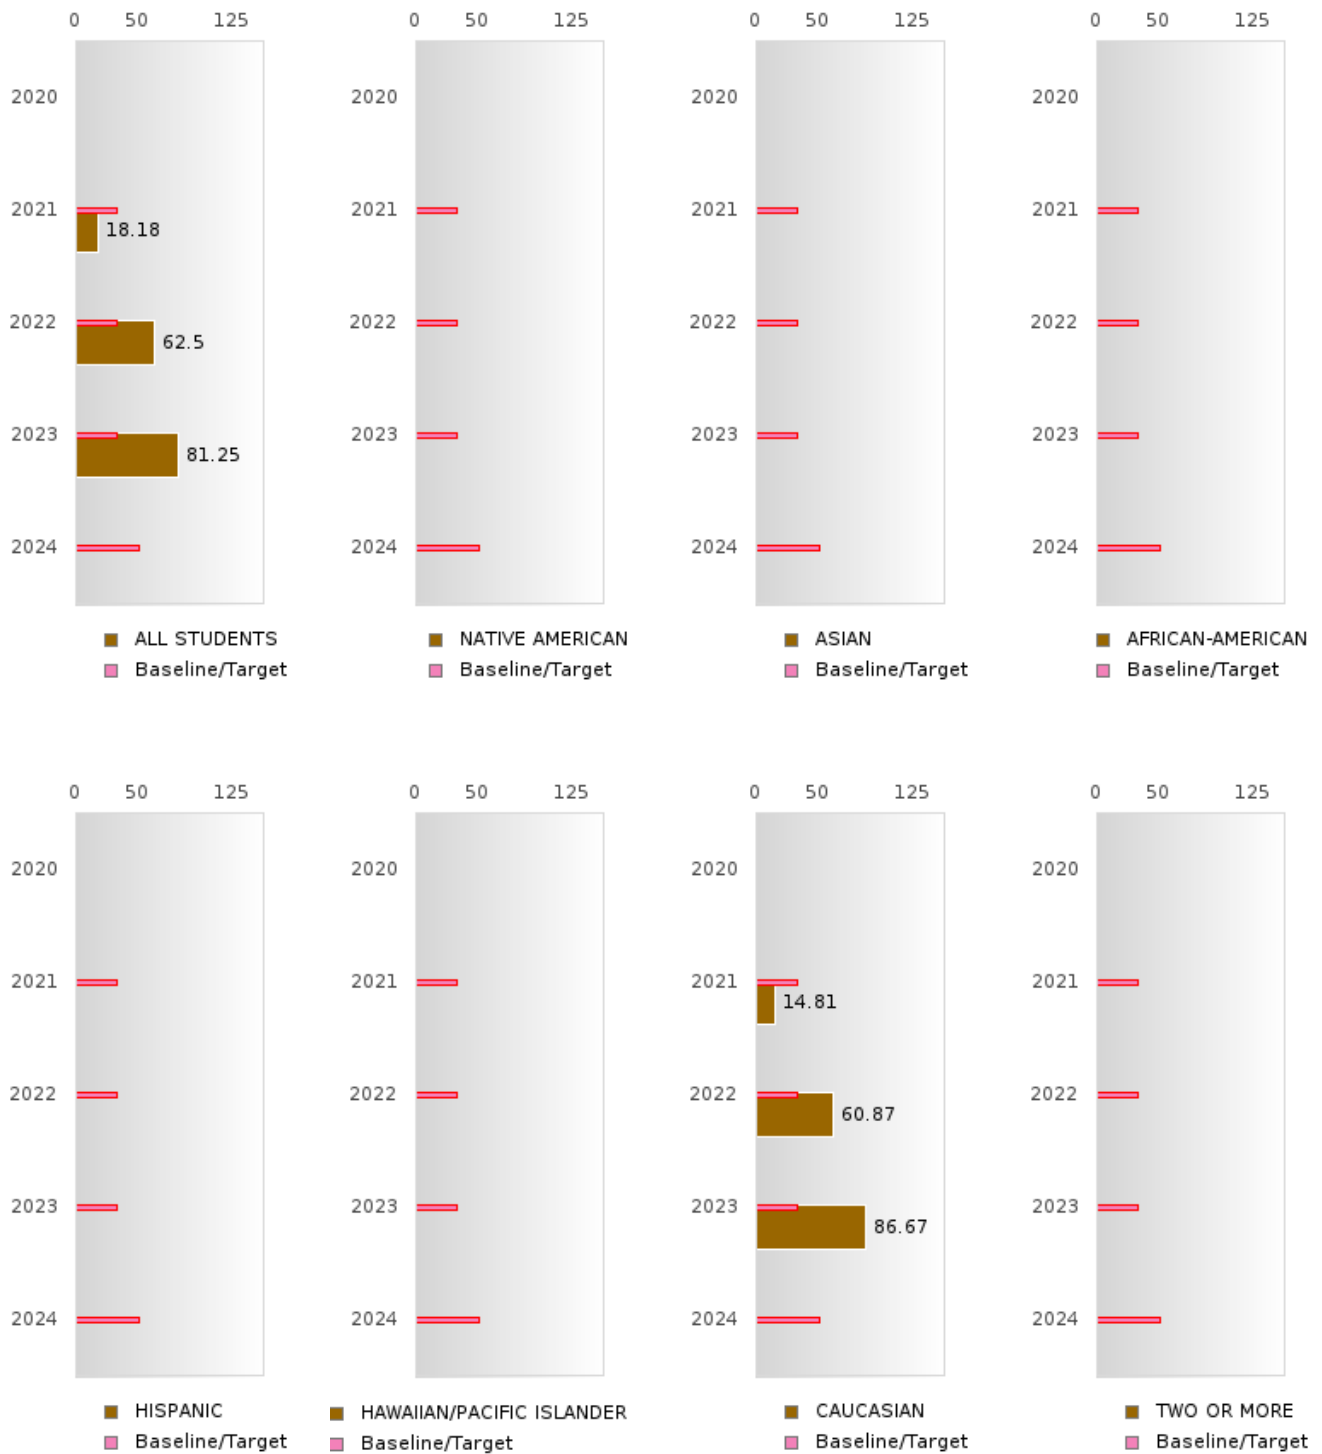 0 50 125 0 50 125 0 50 125 0 50 125
2020 2020 2020 2020
2021 2021 2021 2021
18.18
2022 2022 2022 2022
62.5
2023 2023 2023 2023
81.25
2024 2024 2024 2024
ALL STUDENTS NATIVE AMERICAN ASIAN AFRICAN-AMERICAN
Baseline/Target Baseline/Target Baseline/Target Baseline/Target
0 50 125 0 50 125 0 50 125 0 50 125
2020 2020 2020 2020
2021 2021 2021 2021
14.81
2022 2022 2022 2022
60.87
2023 2023 2023 2023
86.67
2024 2024 2024 2024
HISPANIC HAWAIIAN/PACIFIC ISLANDER CAUCASIAN TWO OR MORE
Baseline/Target Baseline/Target Baseline/Target Baseline/Target